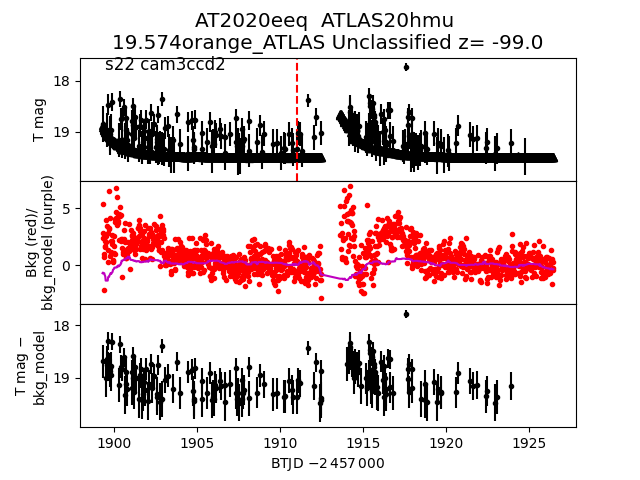 AT2020eeq  ATLAS20hmu
19.574orange_ATLAS Unclassified z= -99.0
s22 cam3ccd2
T mag
18
19
Bkg (red)/
bkg_model (purple)
5
0
T mag −
bkg_model
18
19
1900 1905 1910 1915 1920 1925
BTJD −2 457 000